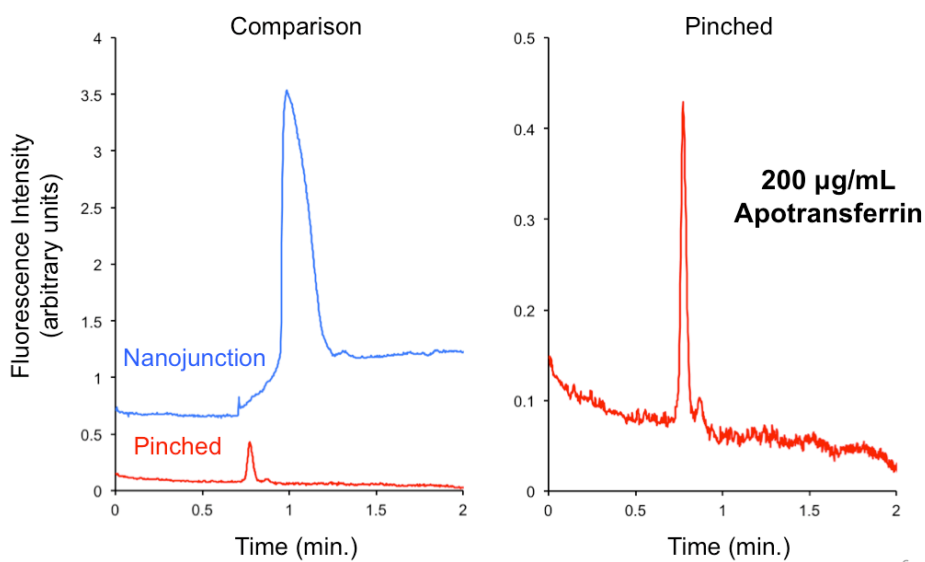 Comparison
Fluorescence Intensity
(arbitrary units)
4
3.5
3
2.5
2
1.5
1
0.5
0
Nanojunction
Pinched
0
0.5
1
1.5
2
Time (min.)
Pinched
0.5
0.4
0.3
0.2
0.1
0
200 µg/mL
Apotransferrin
0
0.5
1
1.5
2
Time (min.)